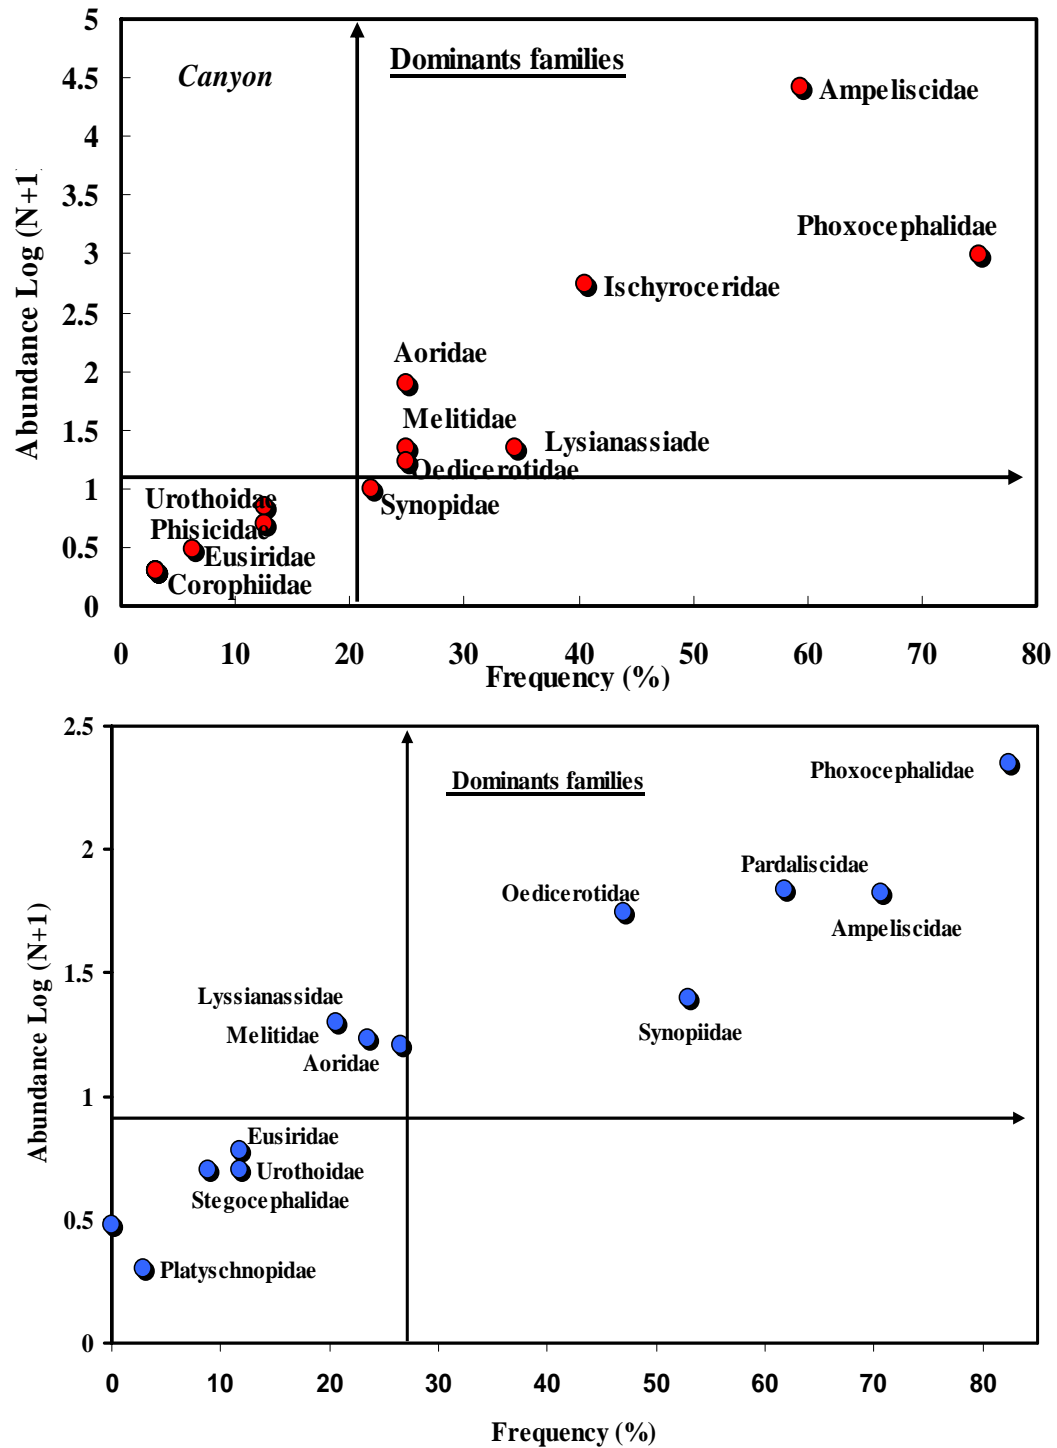 5
Canyon
Dominants families
4.5
Ampeliscidae
4
3.5
Phoxocephalidae
3
Ischyroceridae
2.5
Aoridae
2
Melitidae
1.5
Lysianassiade
Oedicerotidae
1
Urothoidae
Synopidae
Phisicidae
0.5
Eusiridae
Corophiidae
0
Abundance Log (N+1)
0 10 20 30 40 50 60 70 80
Frequency (%)
2.5
Dominants families
Phoxocephalidae
2
Pardaliscidae
Oedicerotidae
Ampeliscidae
1.5
Lyssianassidae
Melitidae
Synopiidae
Aoridae
1
Eusiridae
Urothoidae
Stegocephalidae
0.5
Platyschnopidae
0
Abundance Log (N+1)
0 10 20 30 40 50 60 70 80
Frequency (%)